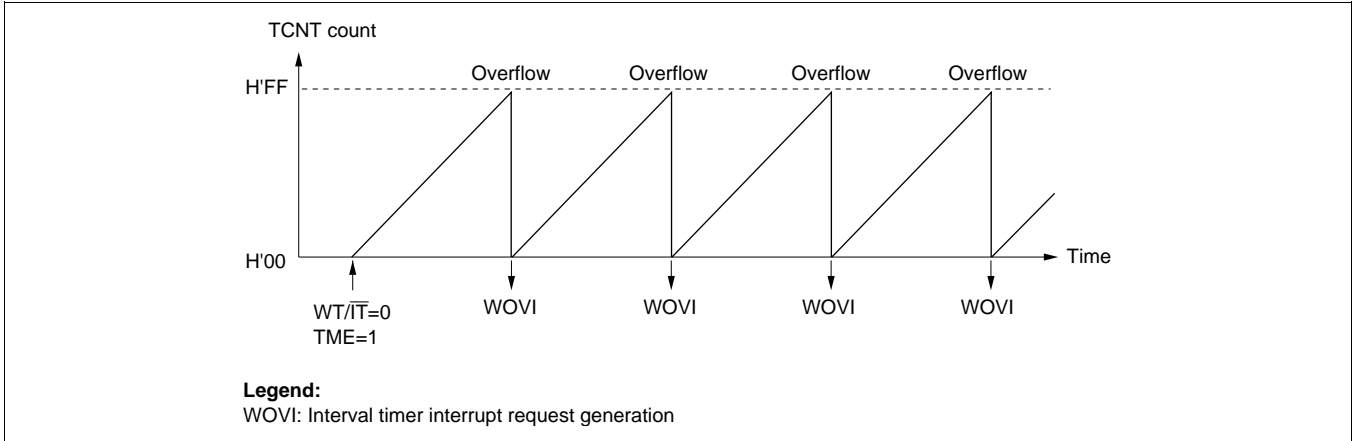 TCNT count
Overflow Overflow Overflow Overflow
H'FF
H'00
Time
WT/I̅T̅=0
TME=1
WOVI WOVI WOVI WOVI
Legend:
WOVI: Interval timer interrupt request generation